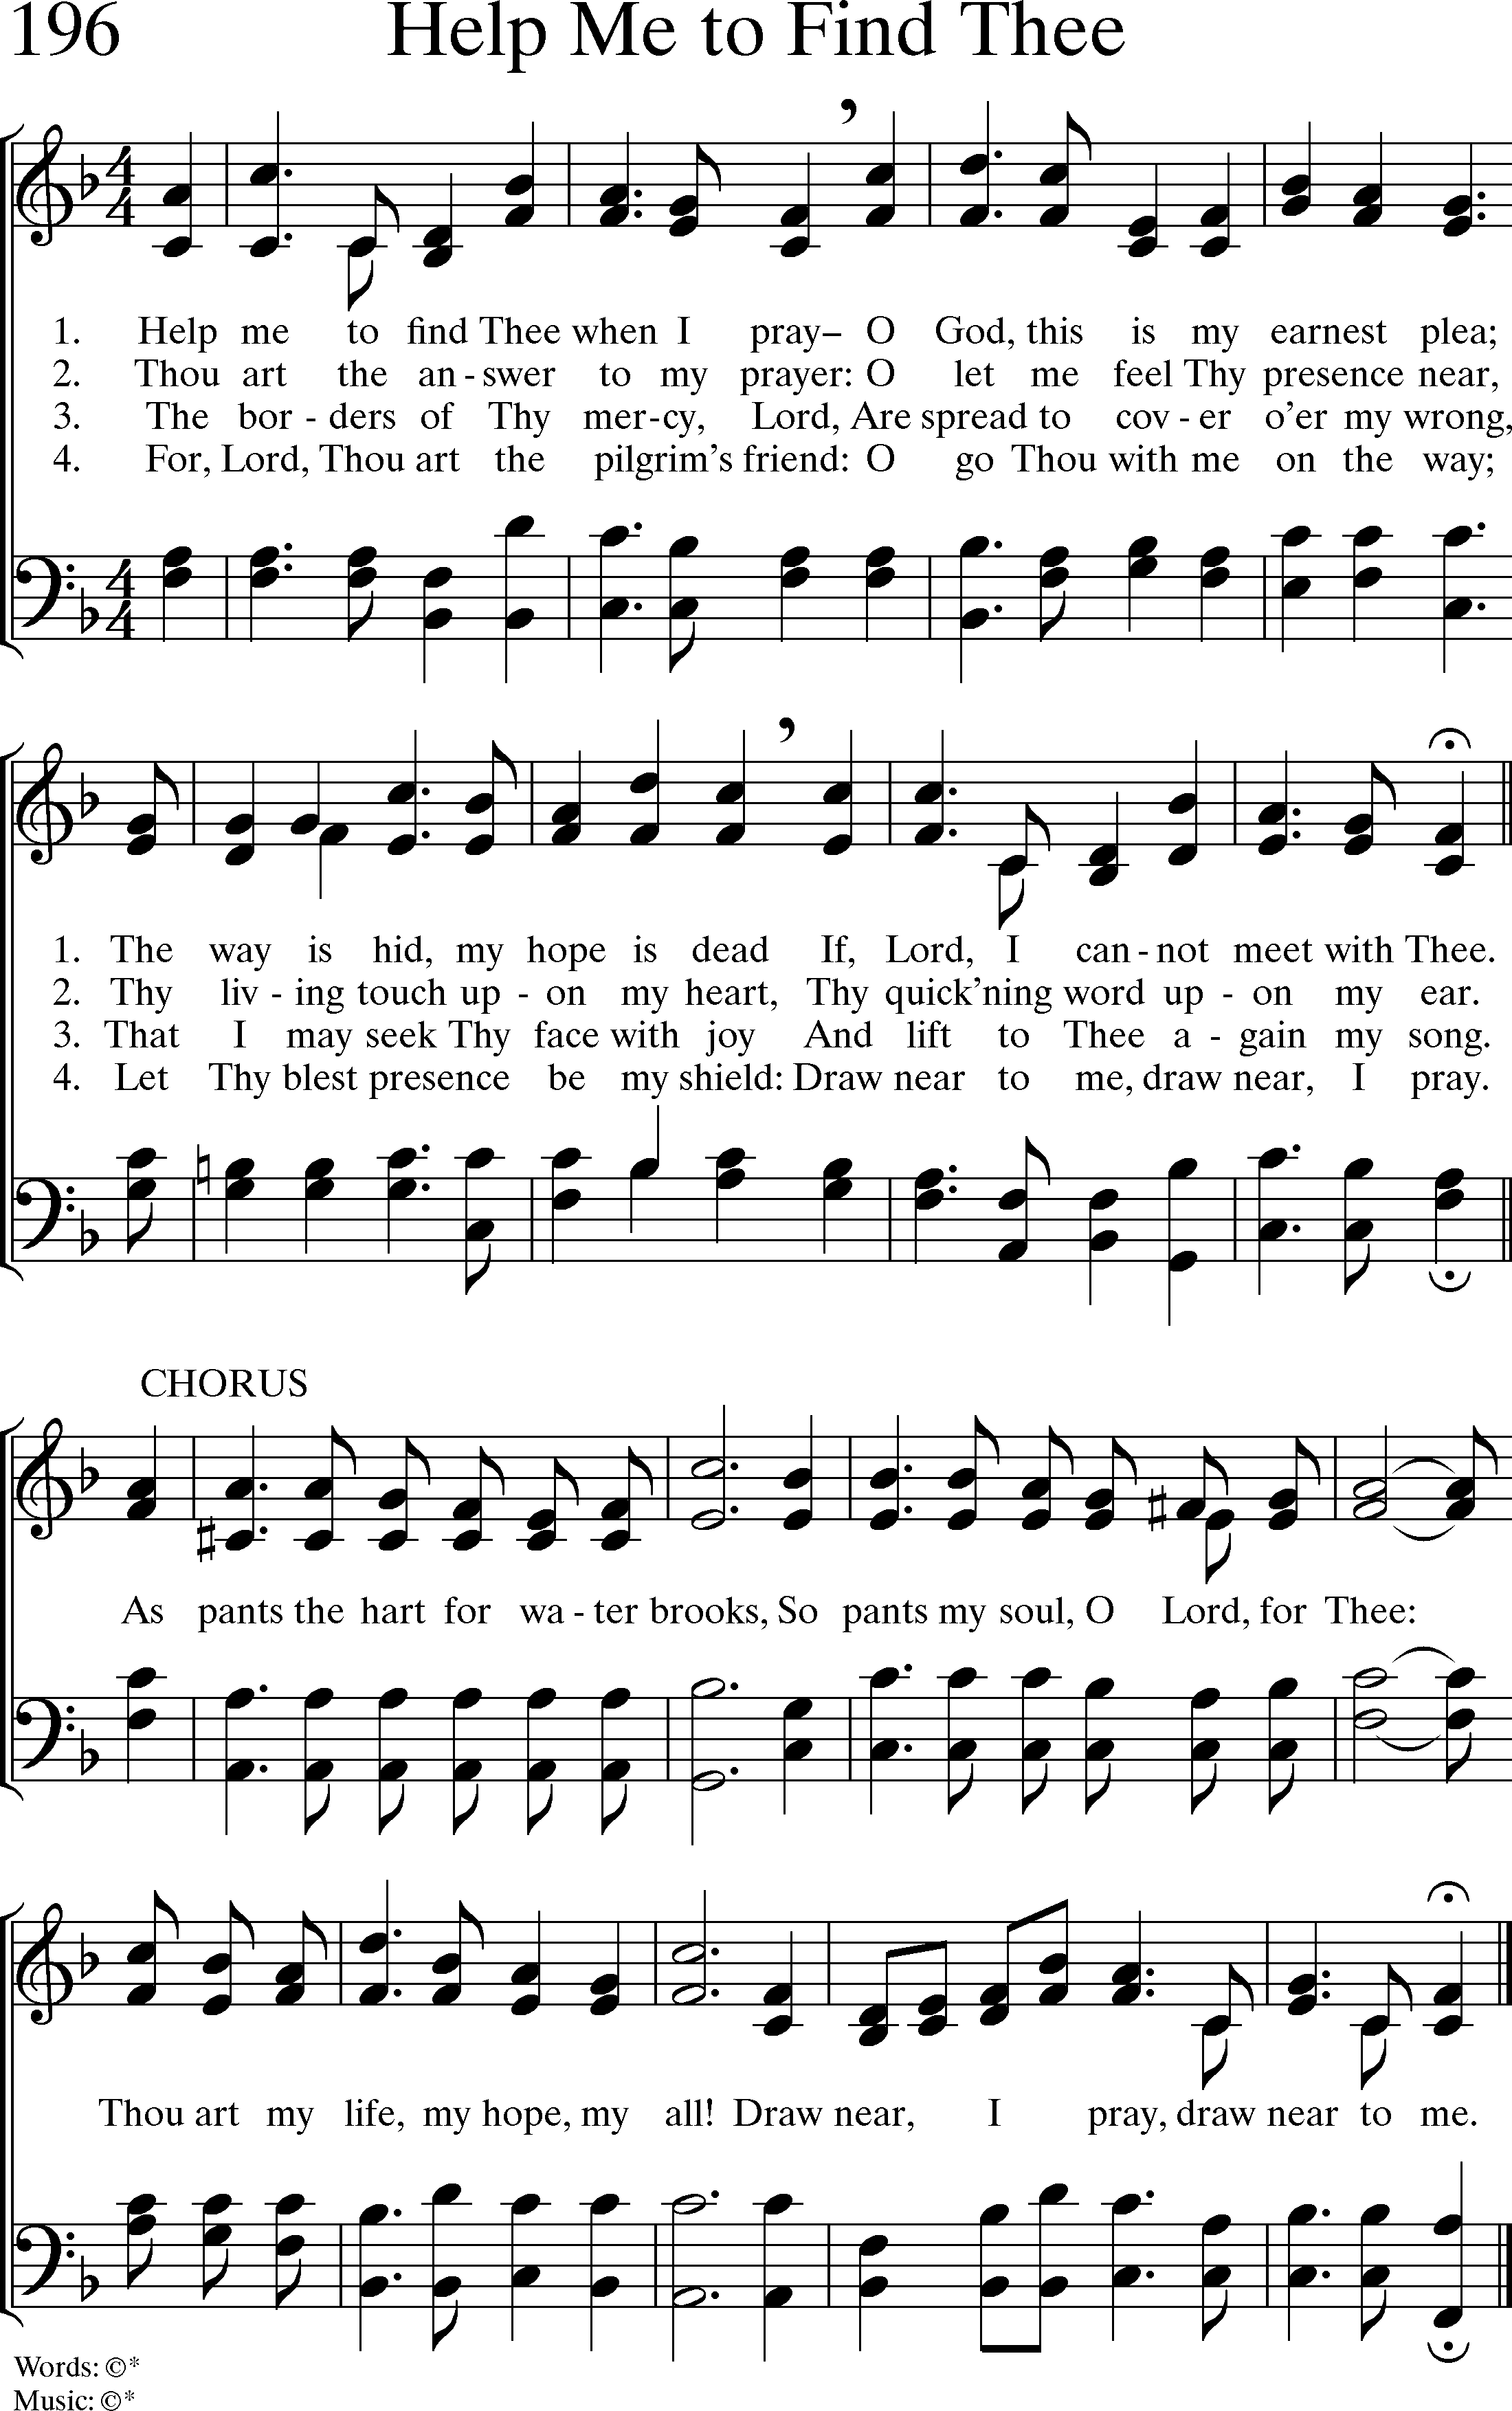 196 Help Me to Find Thee
1. Help me to find Thee when I pray– O God, this is my earnest plea;
2. Thou art the an - swer to my prayer: O let me feel Thy presence near,
3. The bor - ders of Thy mer - cy, Lord, Are spread to cov - er o’er my wrong,
4. For, Lord, Thou art the pilgrim’s friend: O go Thou with me on the way;
1. The way is hid, my hope is dead If, Lord, I can - not meet with Thee.
2. Thy liv - ing touch up - on my heart, Thy quick’ning word up - on my ear.
3. That I may seek Thy face with joy And lift to Thee a - gain my song.
4. Let Thy blest presence be my shield: Draw near to me, draw near, I pray.
CHORUS
As pants the hart for wa - ter brooks, So pants my soul, O Lord, for Thee:
Thou art my life, my hope, my all! Draw near, I pray, draw near to me.
Words: ©*
Music: ©*